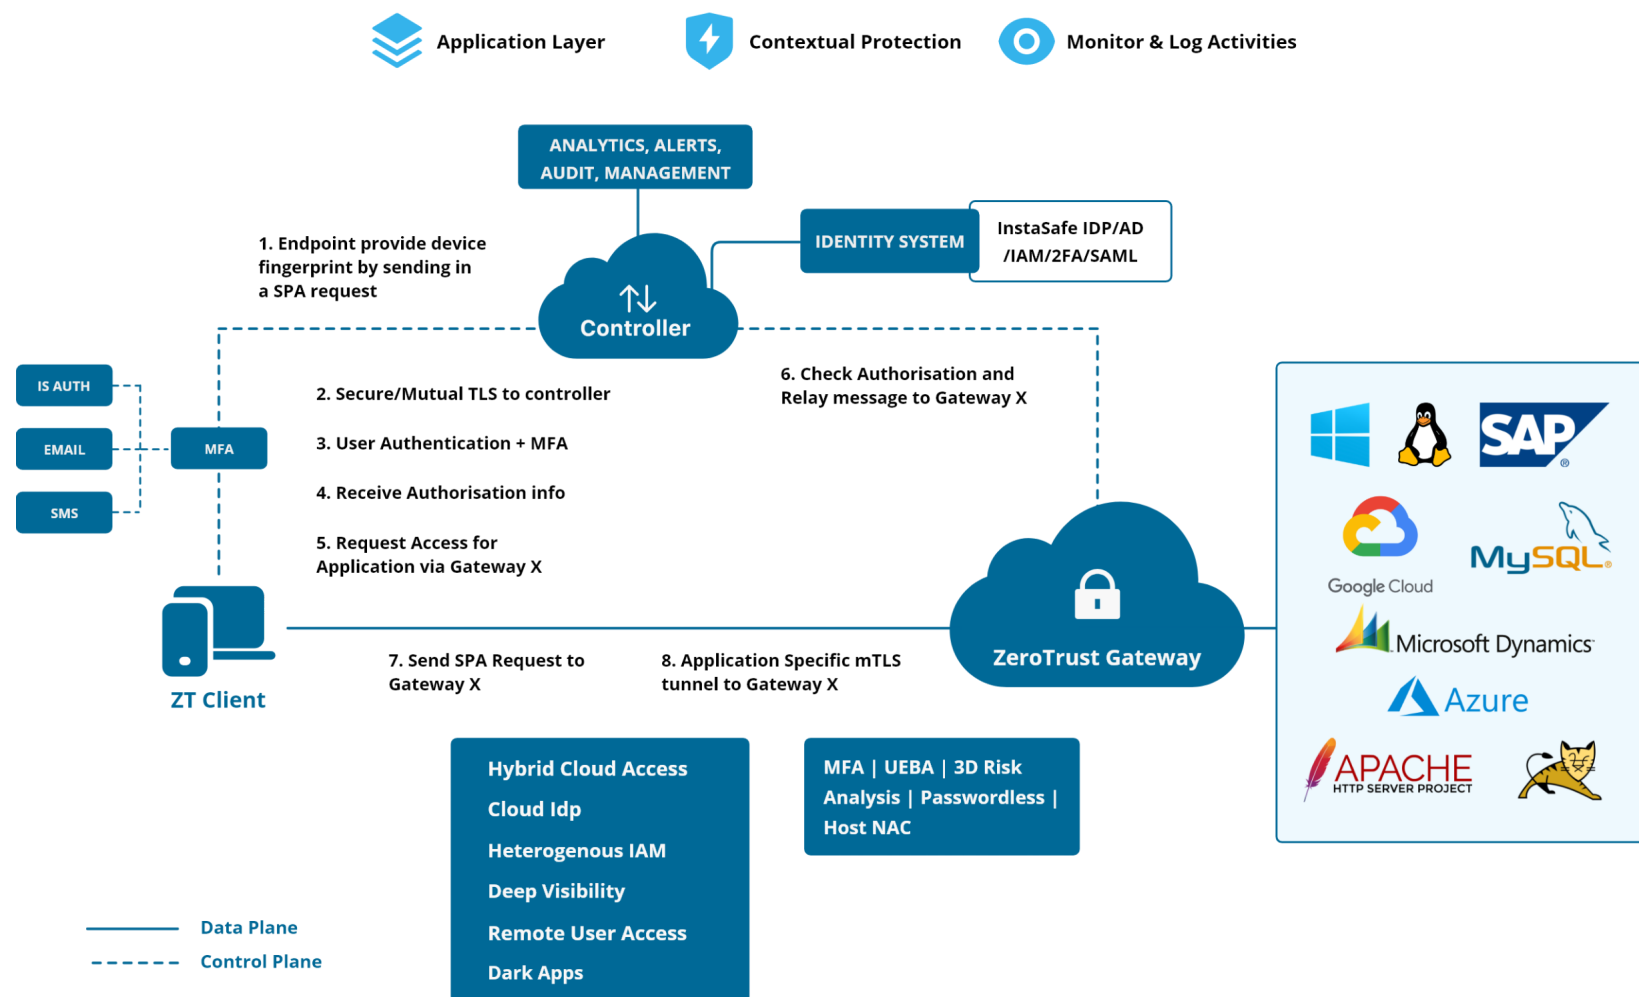 Application Layer
Contextual Protection
Monitor & Log Activities
ANALYTICS, ALERTS,
AUDIT, MANAGEMENT
IDENTITY SYSTEM
InstaSafe IDP/AD
/IAM/2FA/SAML
1. Endpoint provide device
fingerprint by sending in
a SPA request
Controller
IS AUTH
EMAIL
SMS
MFA
2. Secure/Mutual TLS to controller
3. User Authentication + MFA
4. Receive Authorisation info
5. Request Access for
Application via Gateway X
6. Check Authorisation and
Relay message to Gateway X
ZT Client
7. Send SPA Request to
Gateway X
8. Application Specific mTLS
tunnel to Gateway X
ZeroTrust Gateway
SAP
®
Google Cloud
MySQL®
Microsoft Dynamics·
Azure
APACHE
HTTP SERVER PROJECT
Hybrid Cloud Access
Cloud Idp
Heterogenous IAM
Deep Visibility
Remote User Access
Dark Apps
MFA | UEBA | 3D Risk
Analysis | Passwordless |
Host NAC
Data Plane
Control Plane